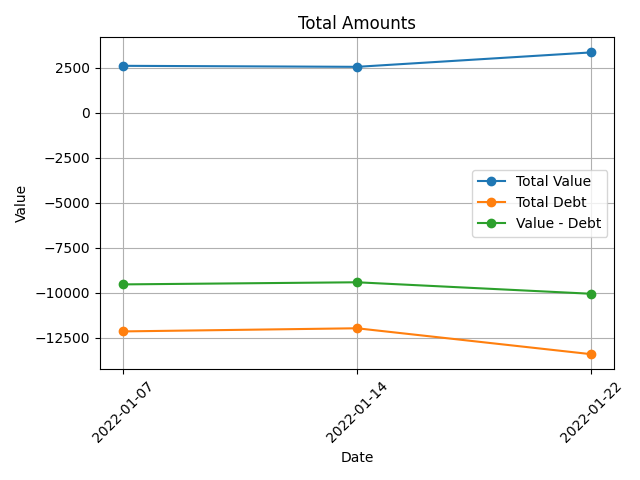 Total Amounts
2500
0
−2500
−5000
−7500
−10000
−12500
Value
Total Value
Total Debt
Value - Debt
2022-01-07
2022-01-14
2022-01-22
Date